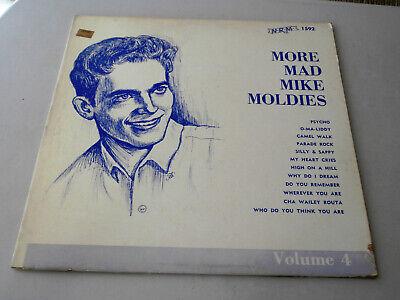 1592
MORE
MAD
MIKE
MOLDIES
PSYCHO
O-MA-LIDDY
CAMEL WALK
PARADE ROCK
SILLY & SAPPY
MY HEART CRIES
HIGH ON A HILL
WHY DO I DREAM
DO YOU REMEMBER
WHEREVER YOU ARE
CHA WAILEY ROUTA
WHO DO YOU THINK YOU ARE
Volume 4